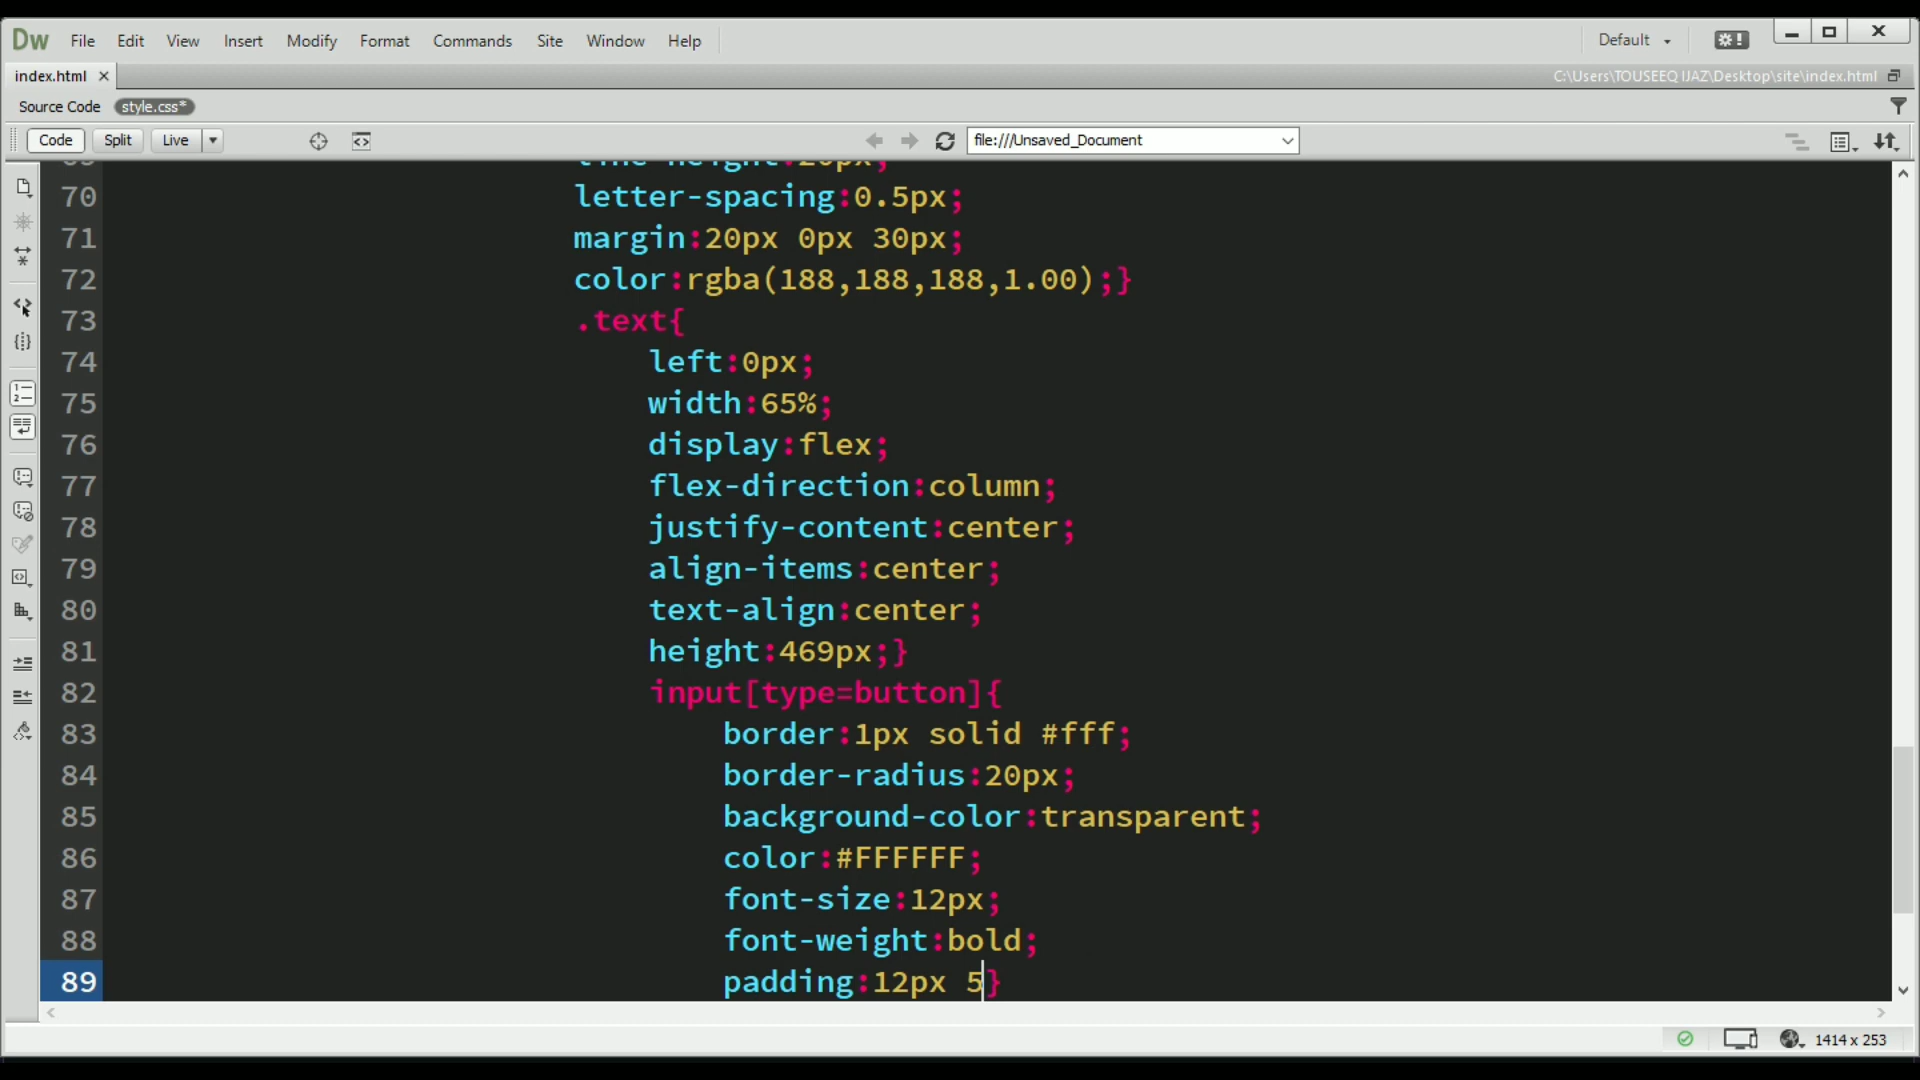 Dw File Edit View Insert Modify Format Commands Site Window Help Default
index.html × C:\Users\TOUSEEQ IJAZ\Desktop\site\index.html
Source Code style.css*
Code Split Live file:///Unsaved_Document
line-height:20px;
70 letter-spacing:0.5px;
71 margin:20px 0px 30px;
72 color:rgba(188,188,188,1.00);}
73 .text{
74 left:0px;
75 width:65%;
76 display:flex;
77 flex-direction:column;
78 justify-content:center;
79 align-items:center;
80 text-align:center;
81 height:469px;}
82 input[type=button]{
83 border:1px solid #fff;
84 border-radius:20px;
85 background-color:transparent;
86 color:#FFFFFF;
87 font-size:12px;
88 font-weight:bold;
89 padding:12px 5}
1414 x 253